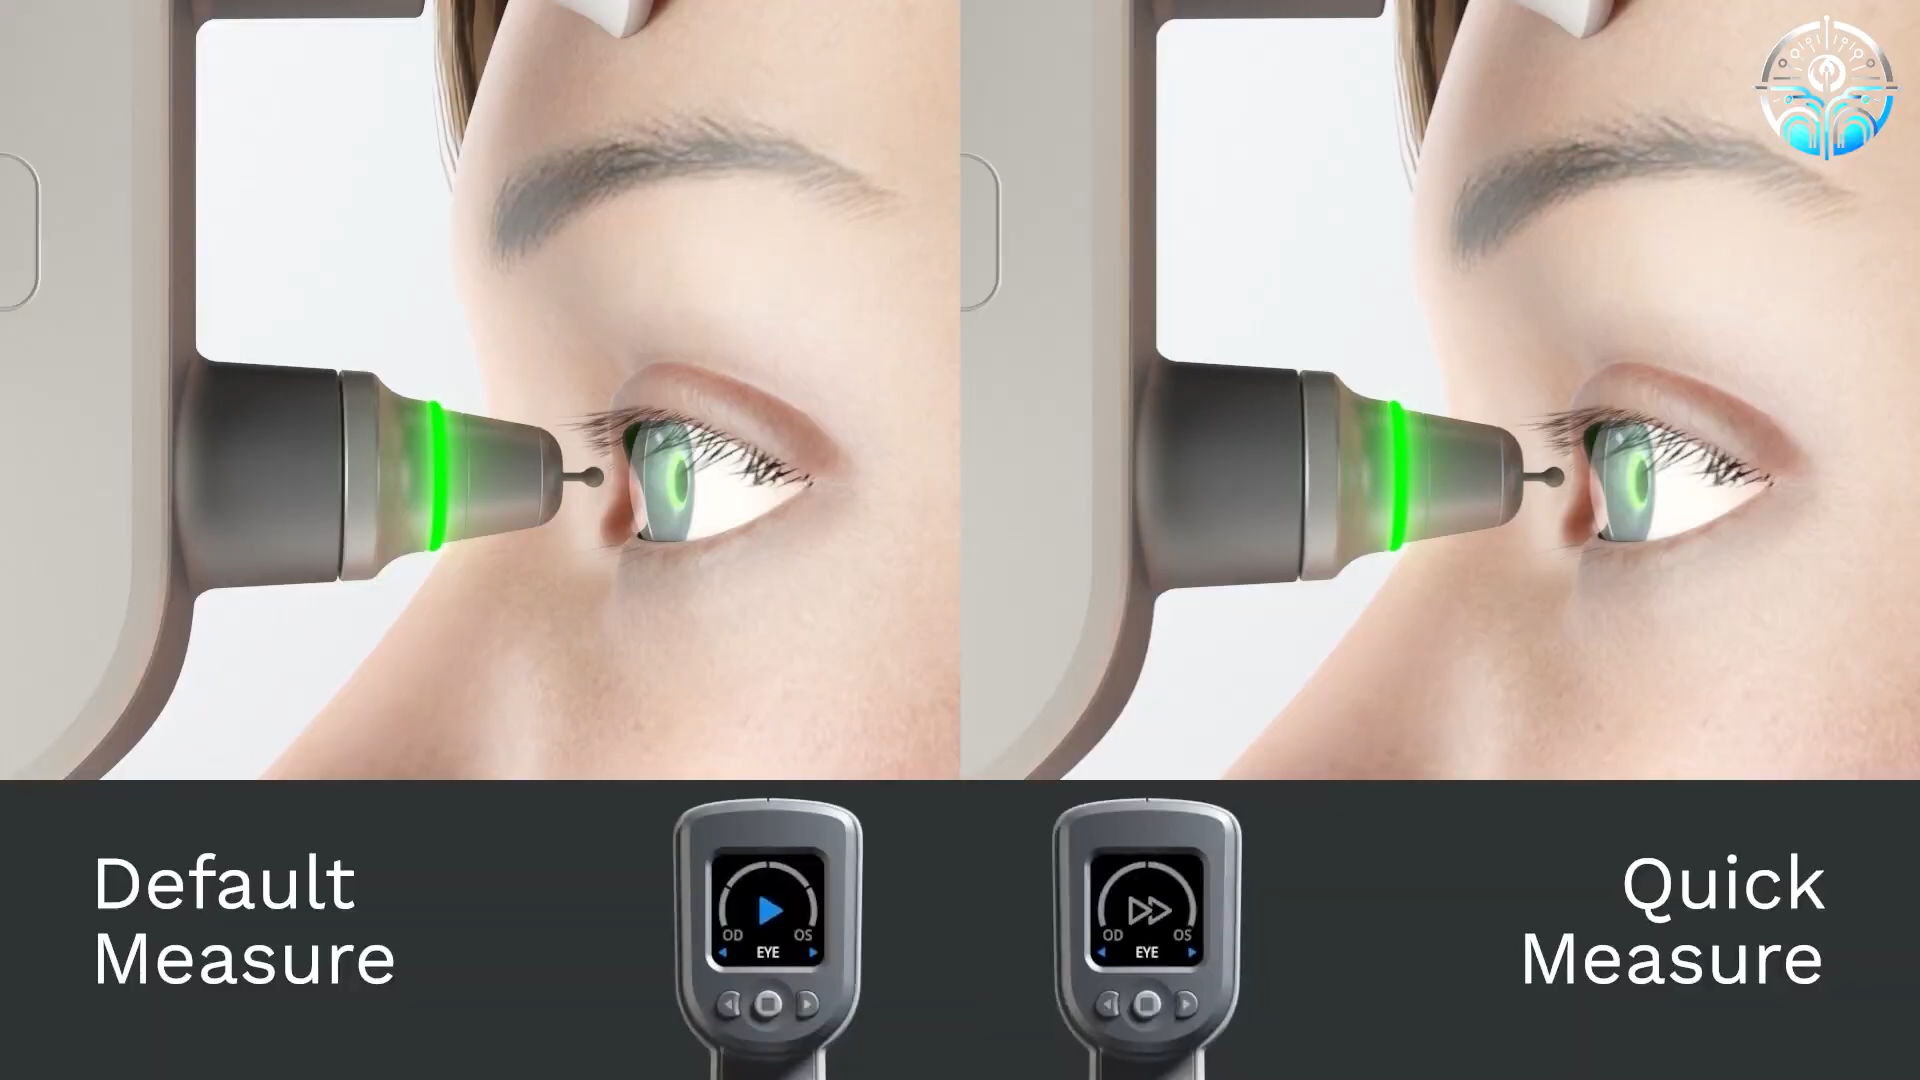 Default
Measure
OD
OS
EYE
OD
OS
EYE
Quick
Measure